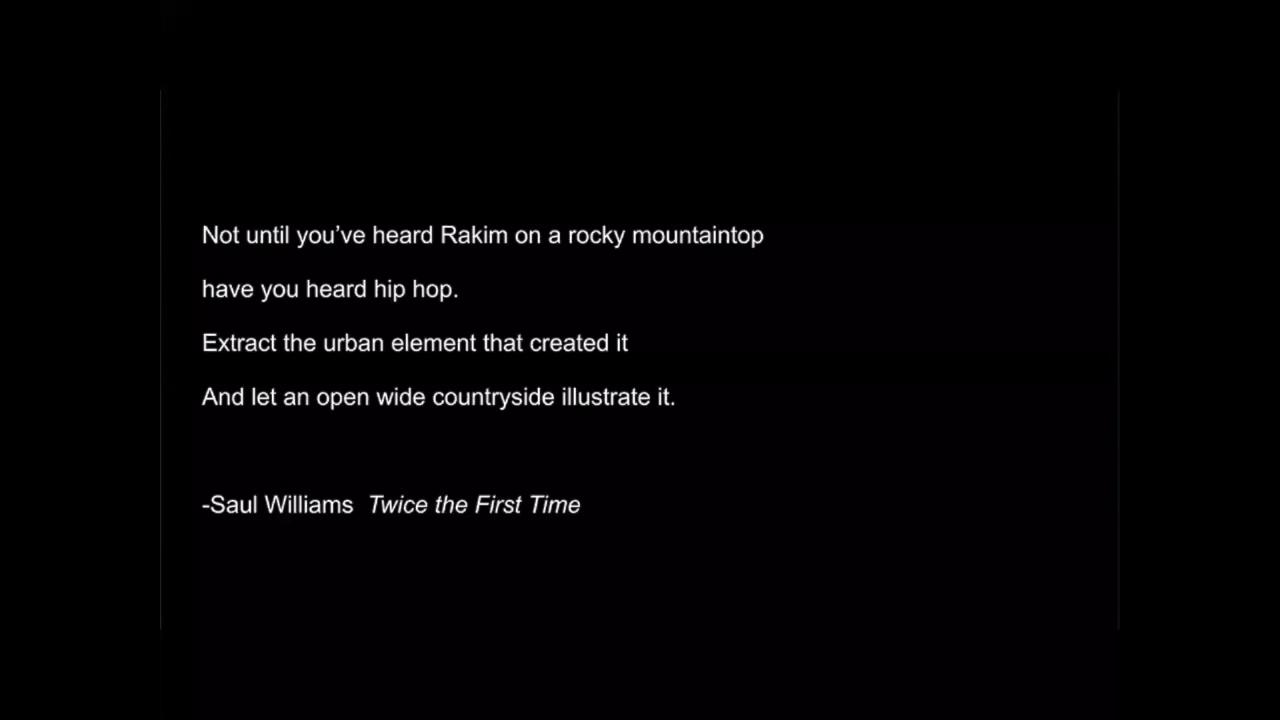 Not until you’ve heard Rakim on a rocky mountaintop
have you heard hip hop.
Extract the urban element that created it
And let an open wide countryside illustrate it.
-Saul Williams  Twice the First Time